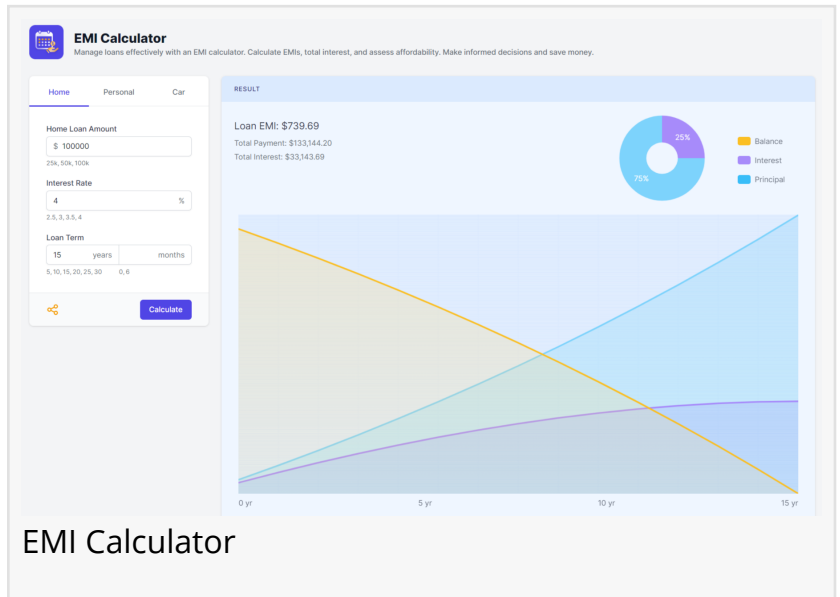 EMI Calculator
Manage loans effectively with an EMI calculator. Calculate EMIs, total interest, and assess affordability. Make informed decisions and save money.
Home Personal Car
Home Loan Amount
$ 100000
25k, 50k, 100k
Interest Rate
4 %
2.5, 3, 3.5, 4
Loan Term
15 years months
5, 10, 15, 20, 25, 30 0, 6
Calculate
RESULT
Loan EMI: $739.69
Total Payment: $133,144.20
Total Interest: $33,143.69
25%
75%
Balance
Interest
Principal
0 yr 5 yr 10 yr 15 yr
EMI Calculator